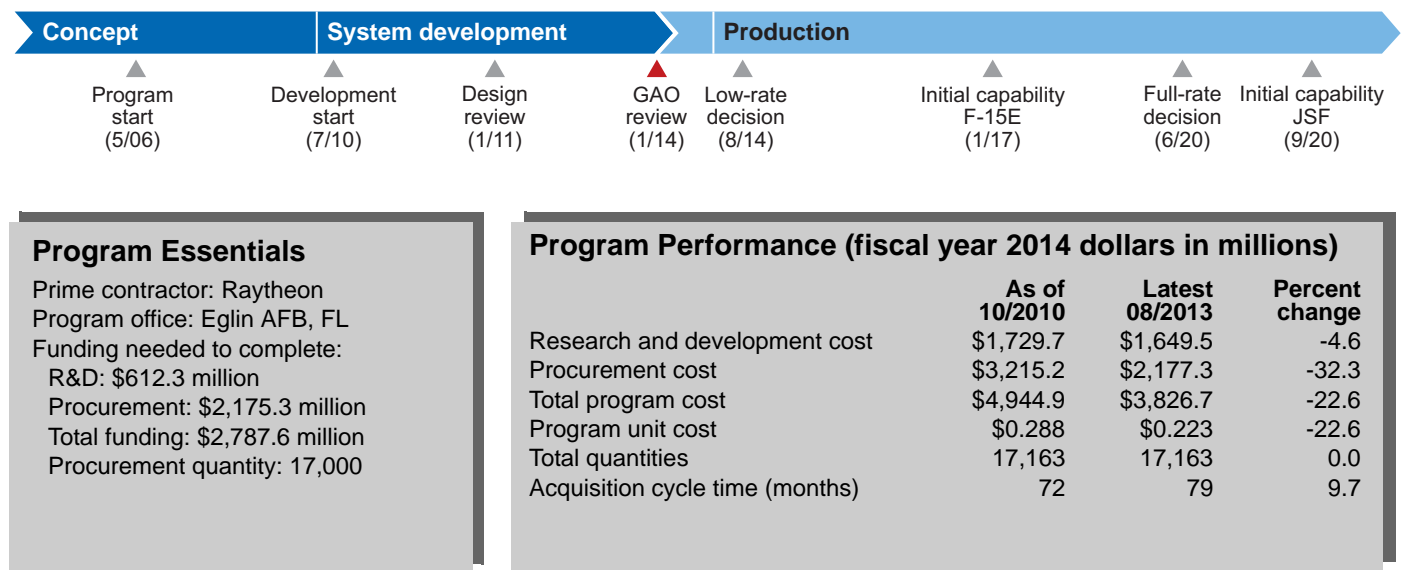 Concept
System development
Production
Program
start
(5/06)
Development
start
(7/10)
Design
review
(1/11)
GAO
review
(1/14)
Low-rate
decision
(8/14)
Initial capability
F-15E
(1/17)
Full-rate
decision
(6/20)
Initial capability
JSF
(9/20)
Program Essentials
Prime contractor: Raytheon
Program office: Eglin AFB, FL
Funding needed to complete:
R&D: $612.3 million
Procurement: $2,175.3 million
Total funding: $2,787.6 million
Procurement quantity: 17,000
Program Performance (fiscal year 2014 dollars in millions)
As of Latest Percent
10/2010 08/2013 change
Research and development cost $1,729.7 $1,649.5 -4.6
Procurement cost $3,215.2 $2,177.3 -32.3
Total program cost $4,944.9 $3,826.7 -22.6
Program unit cost $0.288 $0.223 -22.6
Total quantities 17,163 17,163 0.0
Acquisition cycle time (months) 72 79 9.7